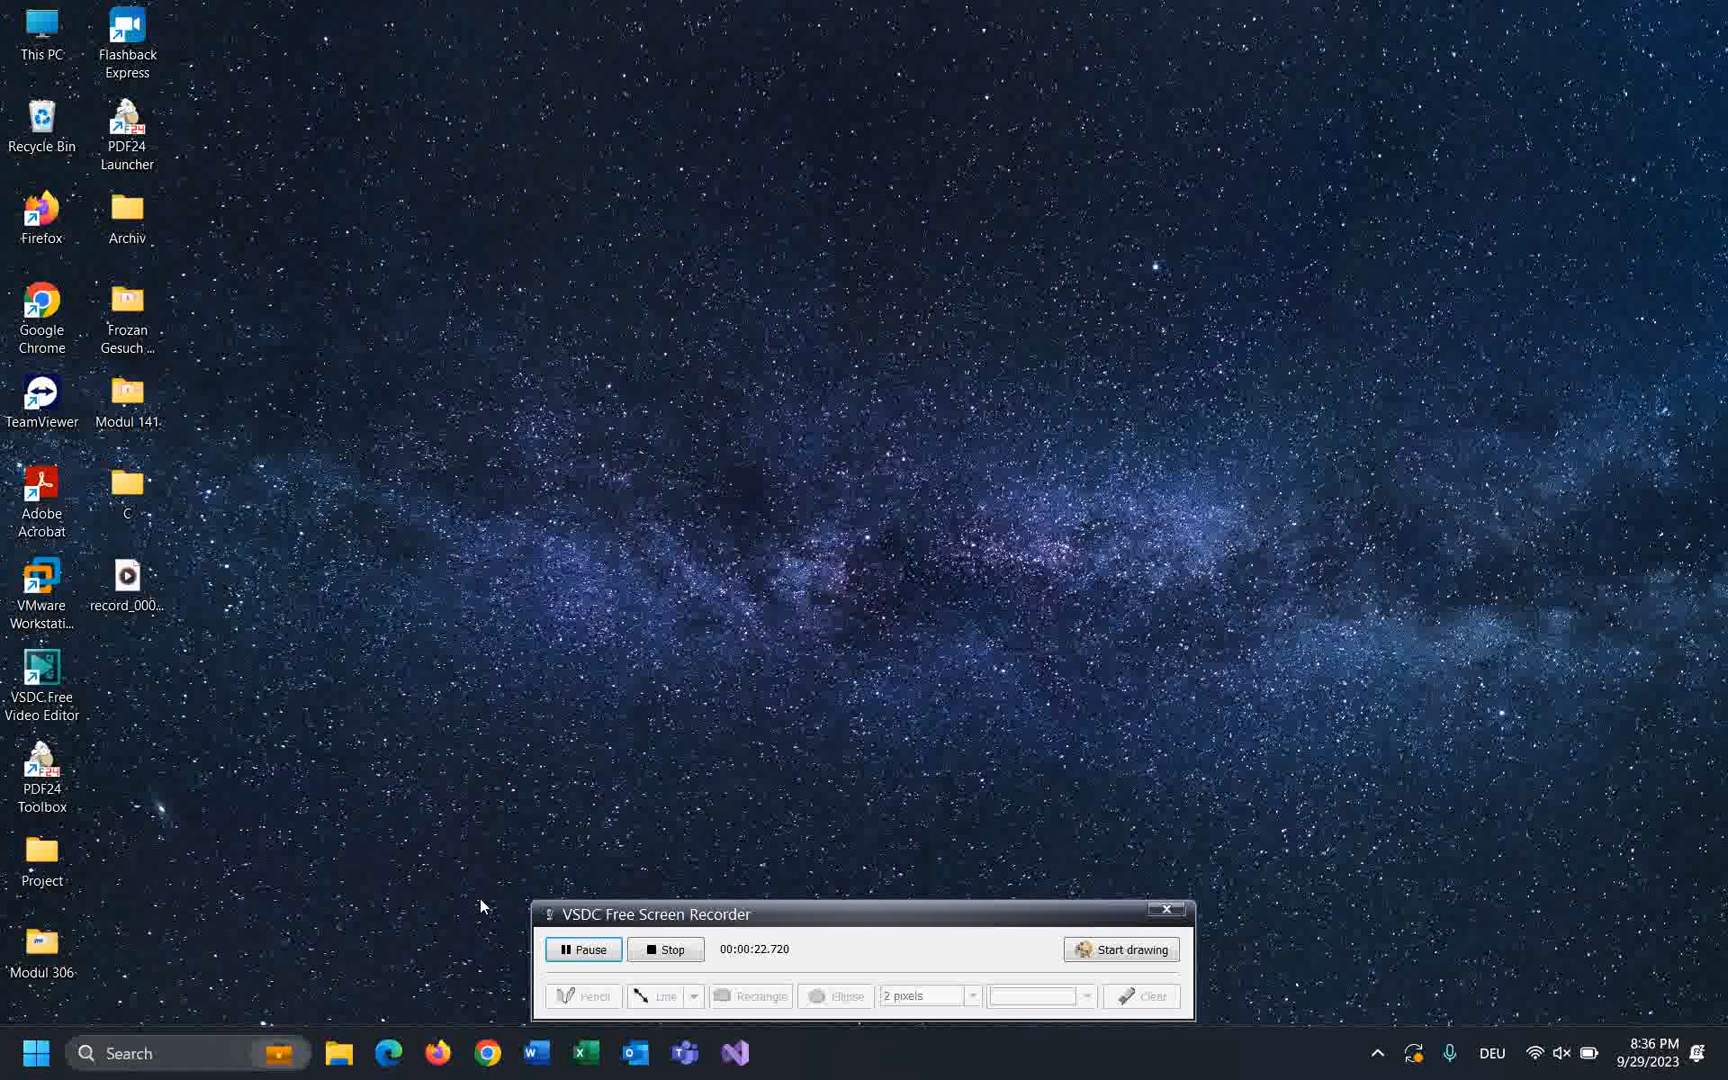 This PC
Flashback
Express
Recycle Bin
PDF24
Launcher
Firefox
Archiv
Google
Chrome
Frozan
Gesuch ...
TeamViewer
Modul 141
Adobe
Acrobat
C
VMware
Workstati...
record_000...
VSDC Free
Video Editor
PDF24
Toolbox
Project
Modul 306
VSDC Free Screen Recorder
Pause
Stop
00:00:22.720
Start drawing
Pencil
Line
Rectangle
Ellipse
2 pixels
Clear
Search
DEU
8:36 PM
9/29/2023